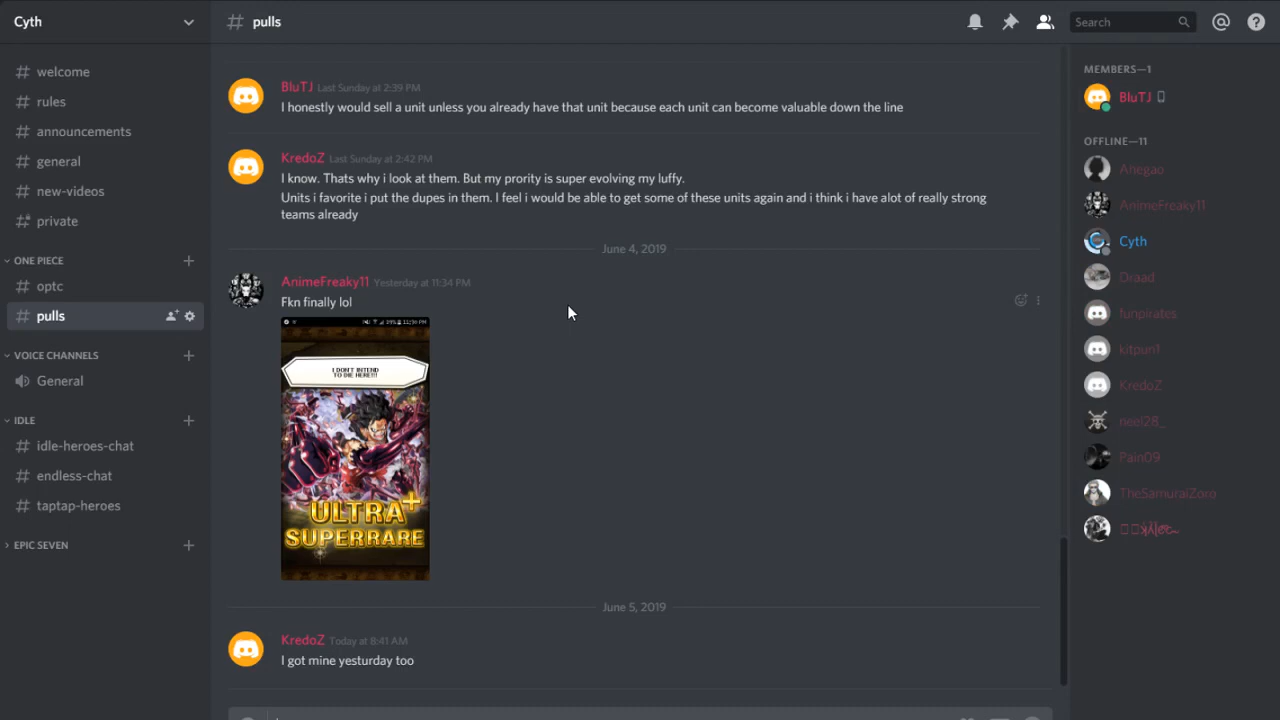 Cyth
# pulls
Search
# welcome
# rules
# announcements
# general
# new-videos
# private
ONE PIECE
# optc
# pulls
VOICE CHANNELS
General
IDLE
# idle-heroes-chat
# endless-chat
# taptap-heroes
EPIC SEVEN
BluTJ Last Sunday at 2:39 PM
I honestly would sell a unit unless you already have that unit because each unit can become valuable down the line
KredoZ Last Sunday at 2:42 PM
I know. Thats why i look at them. But my prority is super evolving my luffy.
Units i favorite i put the dupes in them. I feel i would be able to get some of these units again and i think i have alot of really strong
teams already
June 4, 2019
AnimeFreaky11 Yesterday at 11:34 PM
Fkn finally lol
11:30 PM
I DON'T INTEND
TO DIE HERE!!!
ULTRA+
SUPERRARE
June 5, 2019
KredoZ Today at 8:41 AM
I got mine yesturday too
MEMBERS—1
BluTJ
OFFLINE—11
Anegao
AnimeFreaky11
Cyth
Draad
funpirates
kitpun1
KredoZ
neel28_
Pain09
TheSamuraiZoro